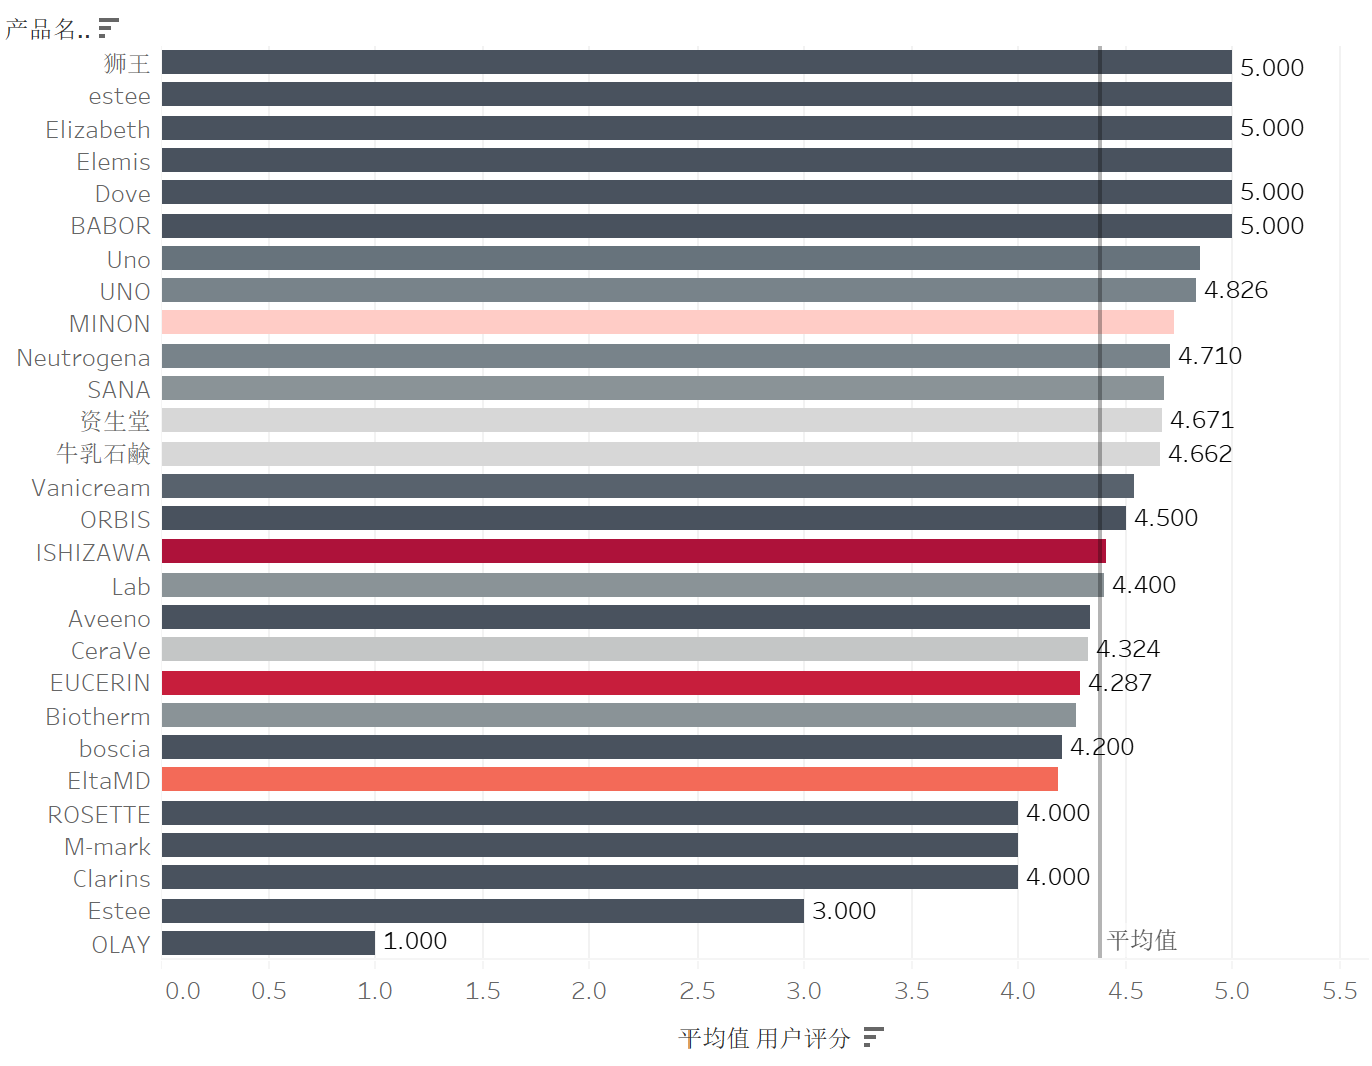 产品名..
狮王 5.000
estee
Elizabeth 5.000
Elemis
Dove 5.000
BABOR 5.000
Uno
UNO 4.826
MINON
Neutrogena 4.710
SANA
资生堂 4.671
牛乳石鹸 4.662
Vanicream
ORBIS 4.500
ISHIZAWA
Lab 4.400
Aveeno
CeraVe 4.324
EUCERIN 4.287
Biotherm
boscia 4.200
EltaMD
ROSETTE 4.000
M-mark
Clarins 4.000
Estee 3.000
平均值
OLAY 1.000
0.0 0.5 1.0 1.5 2.0 2.5 3.0 3.5 4.0 4.5 5.0 5.5
平均值 用户评分